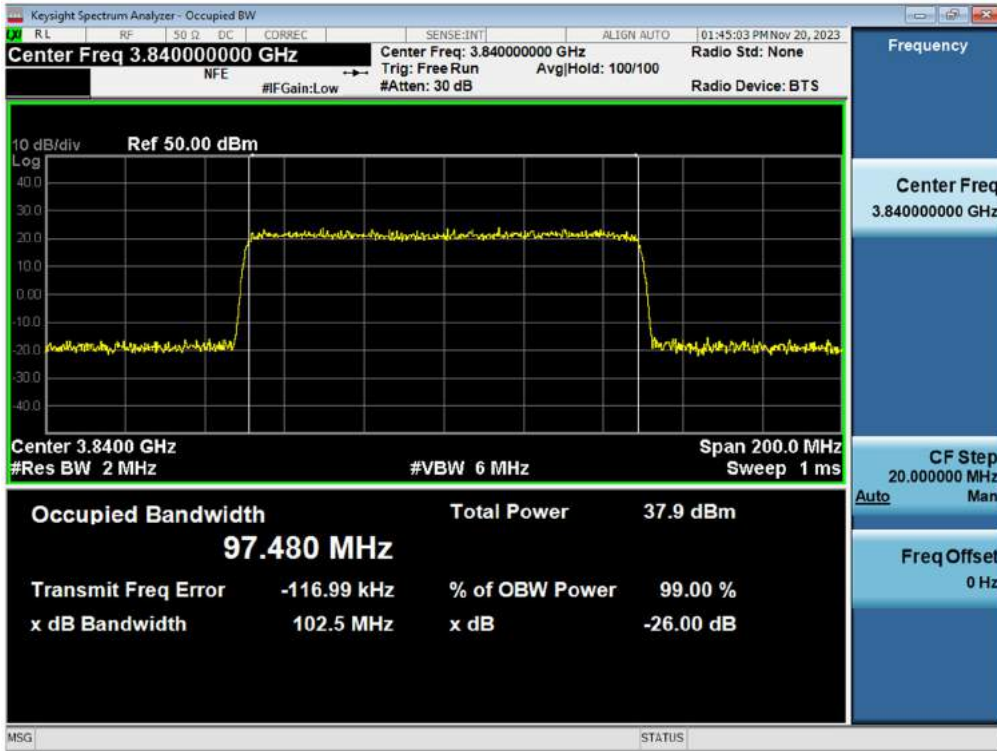 Keysight Spectrum Analyzer - Occupied BW
RL RF 50 Ω DC CORREC SENSE:INT ALIGN AUTO 01:45:03 PM Nov 20, 2023
Center Freq 3.840000000 GHz Center Freq: 3.840000000 GHz Radio Std: None
NFE Trig: Free Run Avg|Hold: 100/100
#IFGain:Low #Atten: 30 dB Radio Device: BTS
Frequency
10 dB/div Ref 50.00 dBm
Log
40.0
30.0
20.0
10.0
0.00
-10.0
-20.0
-30.0
-40.0
Center 3.8400 GHz Span 200.0 MHz
#Res BW 2 MHz #VBW 6 MHz Sweep 1 ms
Center Freq
3.840000000 GHz
CF Step
20.000000 MHz
Auto Man
Freq Offset
0 Hz
Occupied Bandwidth Total Power 37.9 dBm
97.480 MHz
Transmit Freq Error -116.99 kHz % of OBW Power 99.00 %
x dB Bandwidth 102.5 MHz x dB -26.00 dB
MSG STATUS